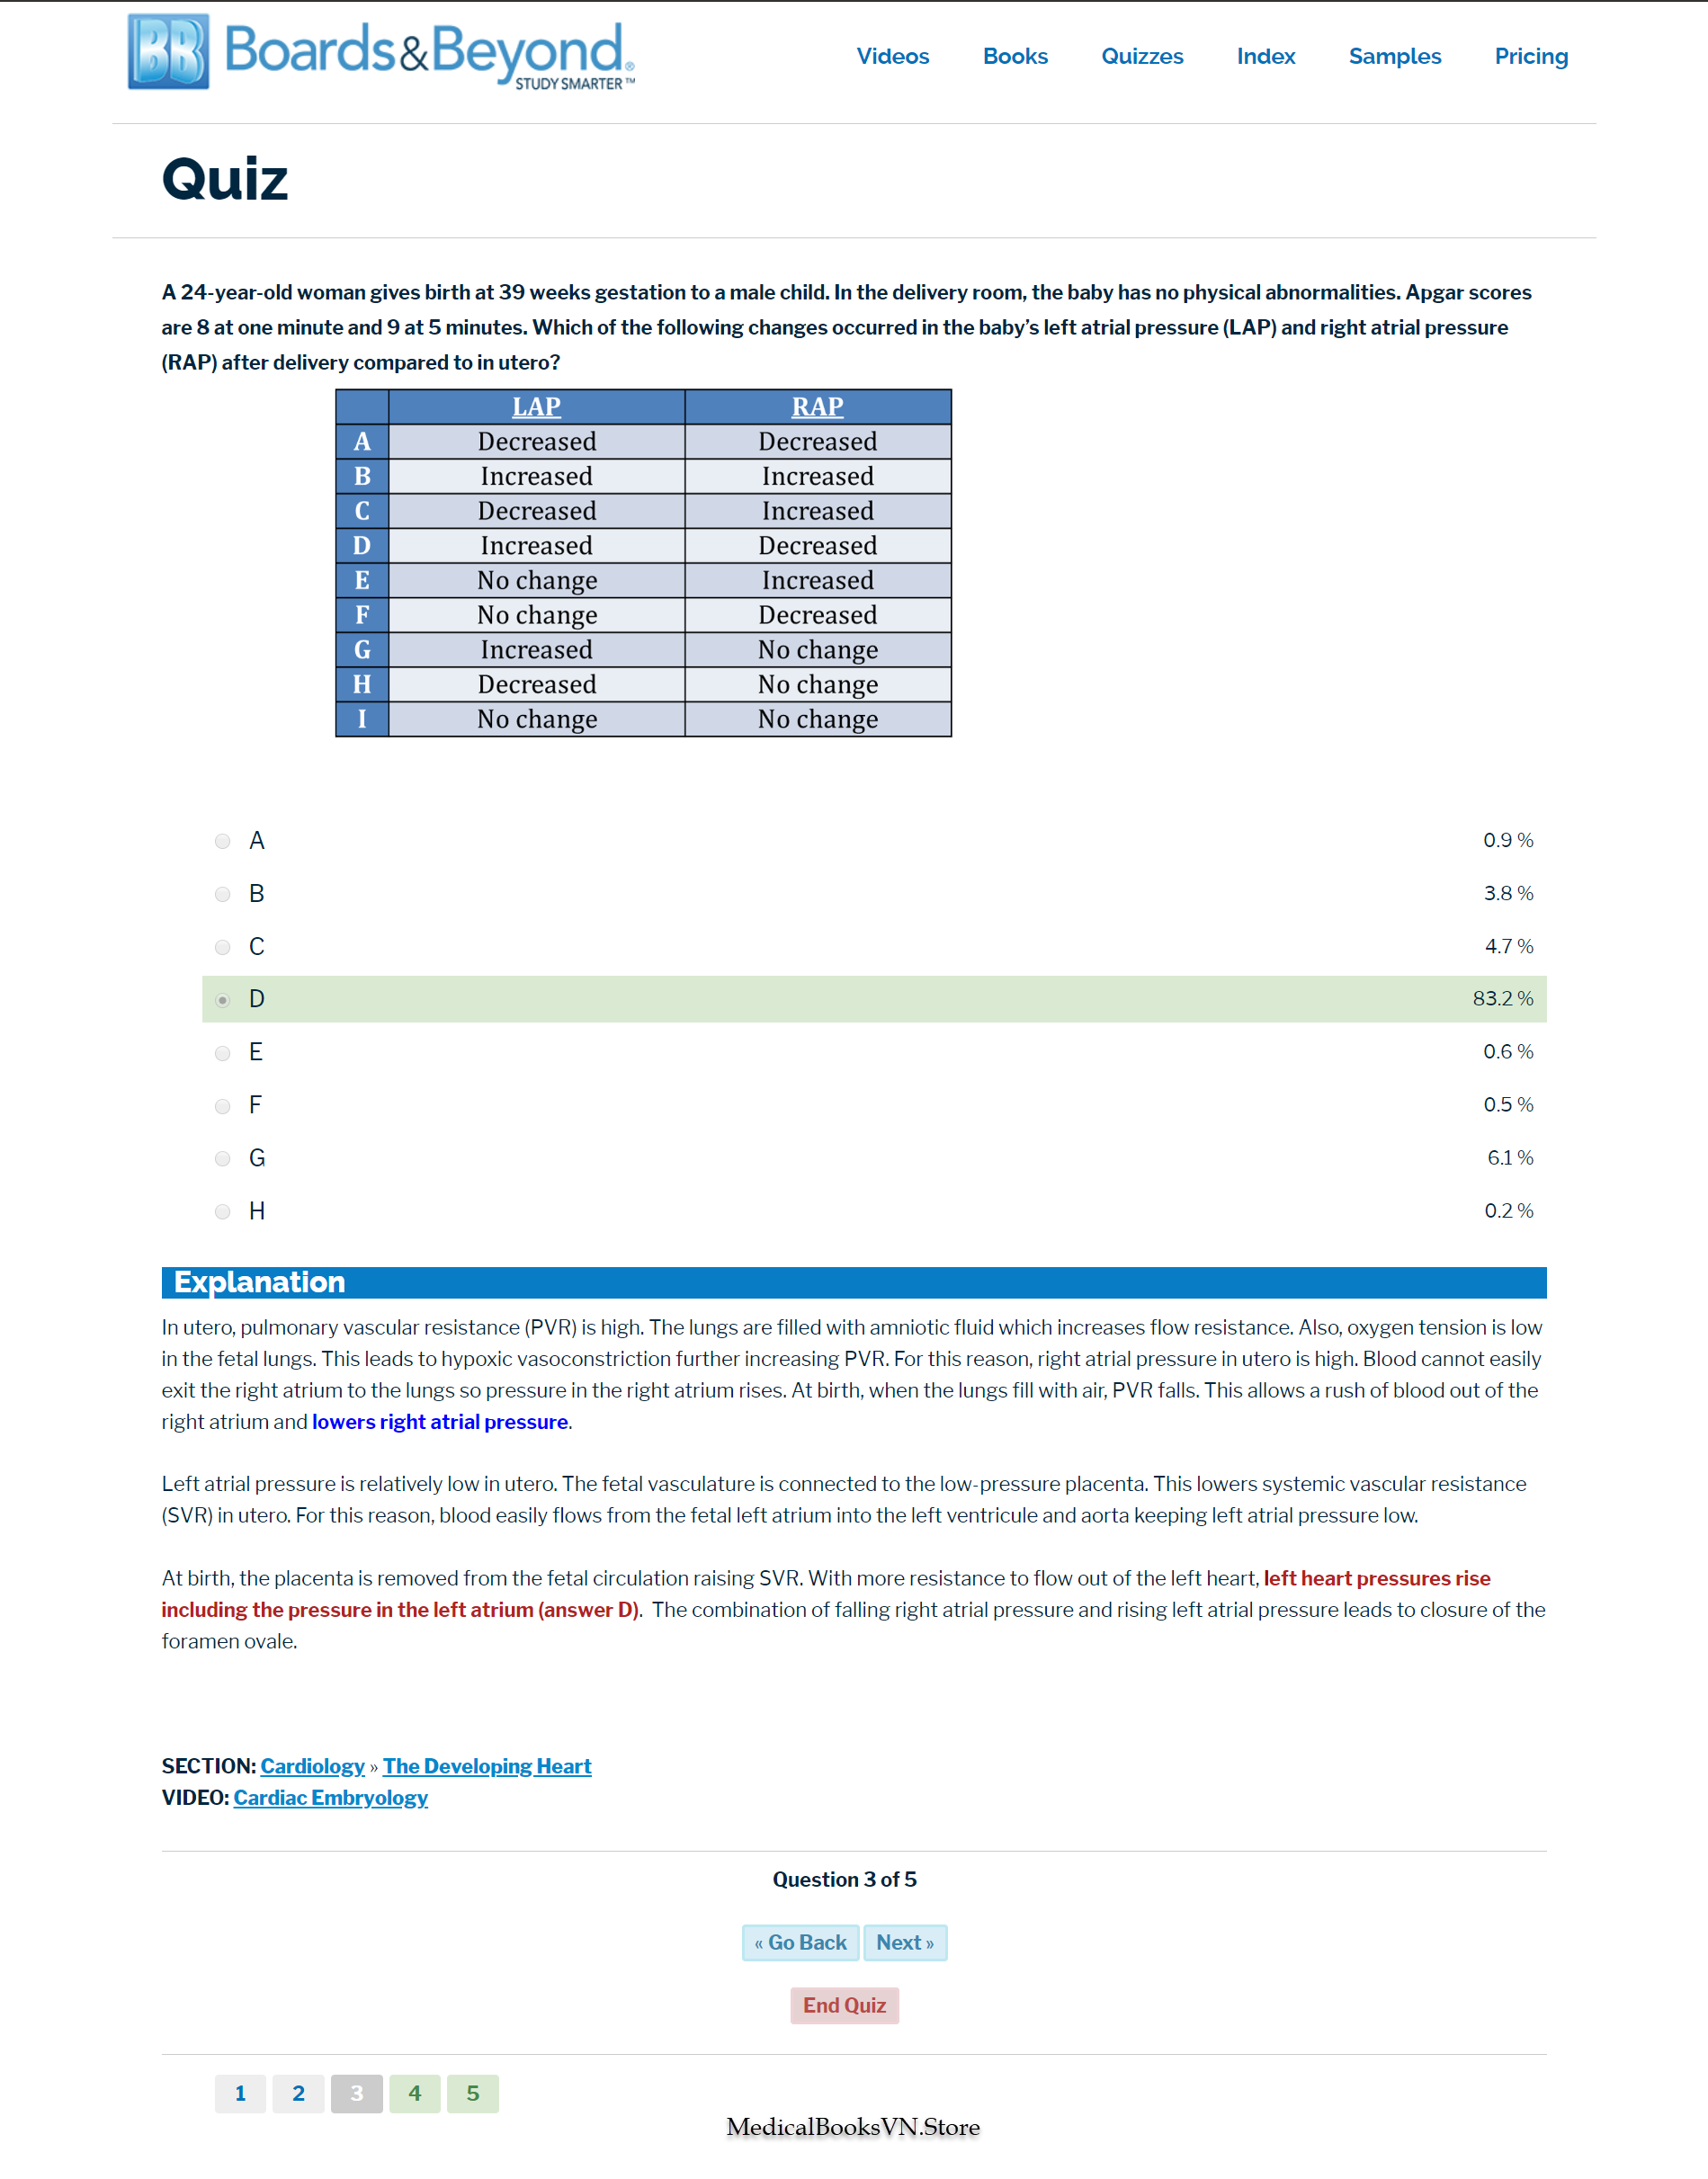 BB Boards&Beyond®
STUDY SMARTER™
Videos Books Quizzes Index Samples Pricing
Quiz
A 24-year-old woman gives birth at 39 weeks gestation to a male child. In the delivery room, the baby has no physical abnormalities. Apgar scores
are 8 at one minute and 9 at 5 minutes. Which of the following changes occurred in the baby's left atrial pressure (LAP) and right atrial pressure
(RAP) after delivery compared to in utero?
LAP RAP
A Decreased Decreased
B Increased Increased
C Decreased Increased
D Increased Decreased
E No change Increased
F No change Decreased
G Increased No change
H Decreased No change
I No change No change
A 0.9 %
B 3.8 %
C 4.7 %
D 83.2 %
E 0.6 %
F 0.5 %
G 6.1 %
H 0.2 %
Explanation
In utero, pulmonary vascular resistance (PVR) is high. The lungs are filled with amniotic fluid which increases flow resistance. Also, oxygen tension is low
in the fetal lungs. This leads to hypoxic vasoconstriction further increasing PVR. For this reason, right atrial pressure in utero is high. Blood cannot easily
exit the right atrium to the lungs so pressure in the right atrium rises. At birth, when the lungs fill with air, PVR falls. This allows a rush of blood out of the
right atrium and lowers right atrial pressure.
Left atrial pressure is relatively low in utero. The fetal vasculature is connected to the low-pressure placenta. This lowers systemic vascular resistance
(SVR) in utero. For this reason, blood easily flows from the fetal left atrium into the left ventricule and aorta keeping left atrial pressure low.
At birth, the placenta is removed from the fetal circulation raising SVR. With more resistance to flow out of the left heart, left heart pressures rise
including the pressure in the left atrium (answer D). The combination of falling right atrial pressure and rising left atrial pressure leads to closure of the
foramen ovale.
SECTION: Cardiology » The Developing Heart
VIDEO: Cardiac Embryology
Question 3 of 5
« Go Back Next »
End Quiz
1 2 3 4 5
MedicalBooksVN.Store